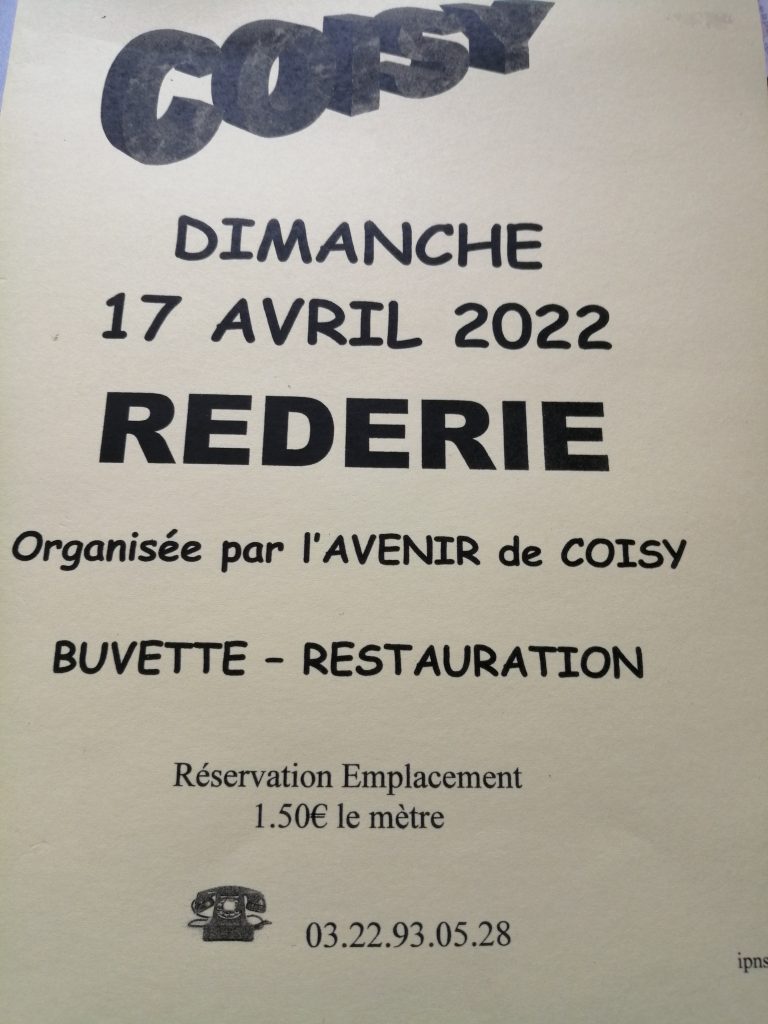 COISY
DIMANCHE
17 AVRIL 2022
REDERIE
Organisée par l'AVENIR de COISY
BUVETTE – RESTAURATION
Réservation Emplacement
1.50€ le mètre
03.22.93.05.28
ipns